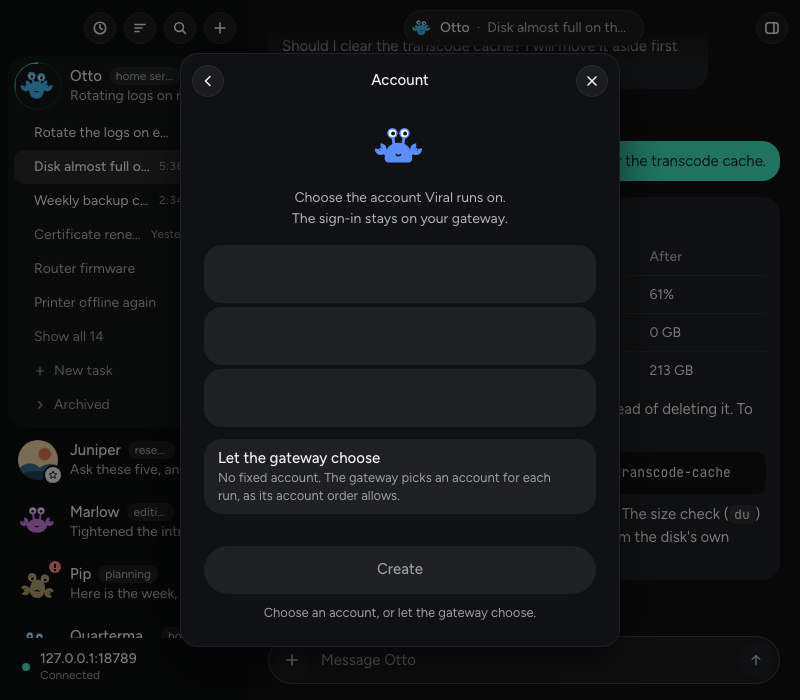 Otto · Disk almost full on th...
Should I clear the transcode cache? I will move it aside first
Otto home ser...
Rotating logs on
Rotate the logs on e...
Disk almost full o... 5:36
Weekly backup c... 2:34
Certificate rene... Yeste
Router firmware
Printer offline again
Show all 14
+ New task
> Archived
Juniper rese...
Ask these five, an
Marlow editi...
Tightened the intr
Pip planning
Here is the week,
Quarterma
127.0.0.1:18789
Connected
Account
Choose the account Viral runs on.
The sign-in stays on your gateway.
Let the gateway choose
No fixed account. The gateway picks an account for each
run, as its account order allows.
Create
Choose an account, or let the gateway choose.
the transcode cache.
After
61%
0 GB
213 GB
ead of deleting it. To
transcode-cache
The size check ( du )
m the disk's own
Message Otto